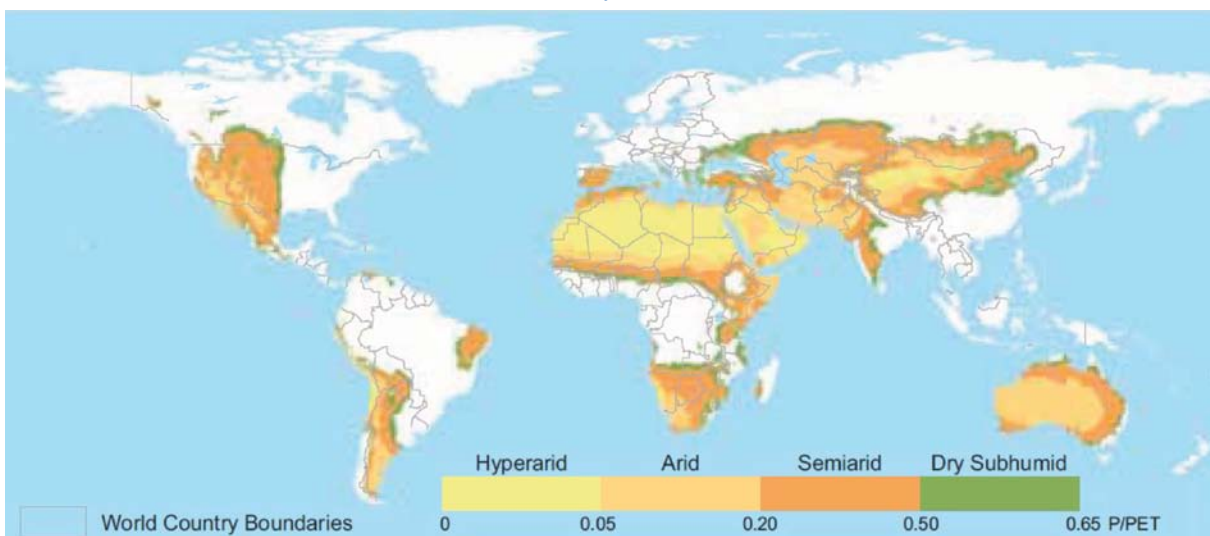 Hyperarid Arid Semiarid Dry Subhumid
World Country Boundaries
0 0.05 0.20 0.50 0.65 P/PET